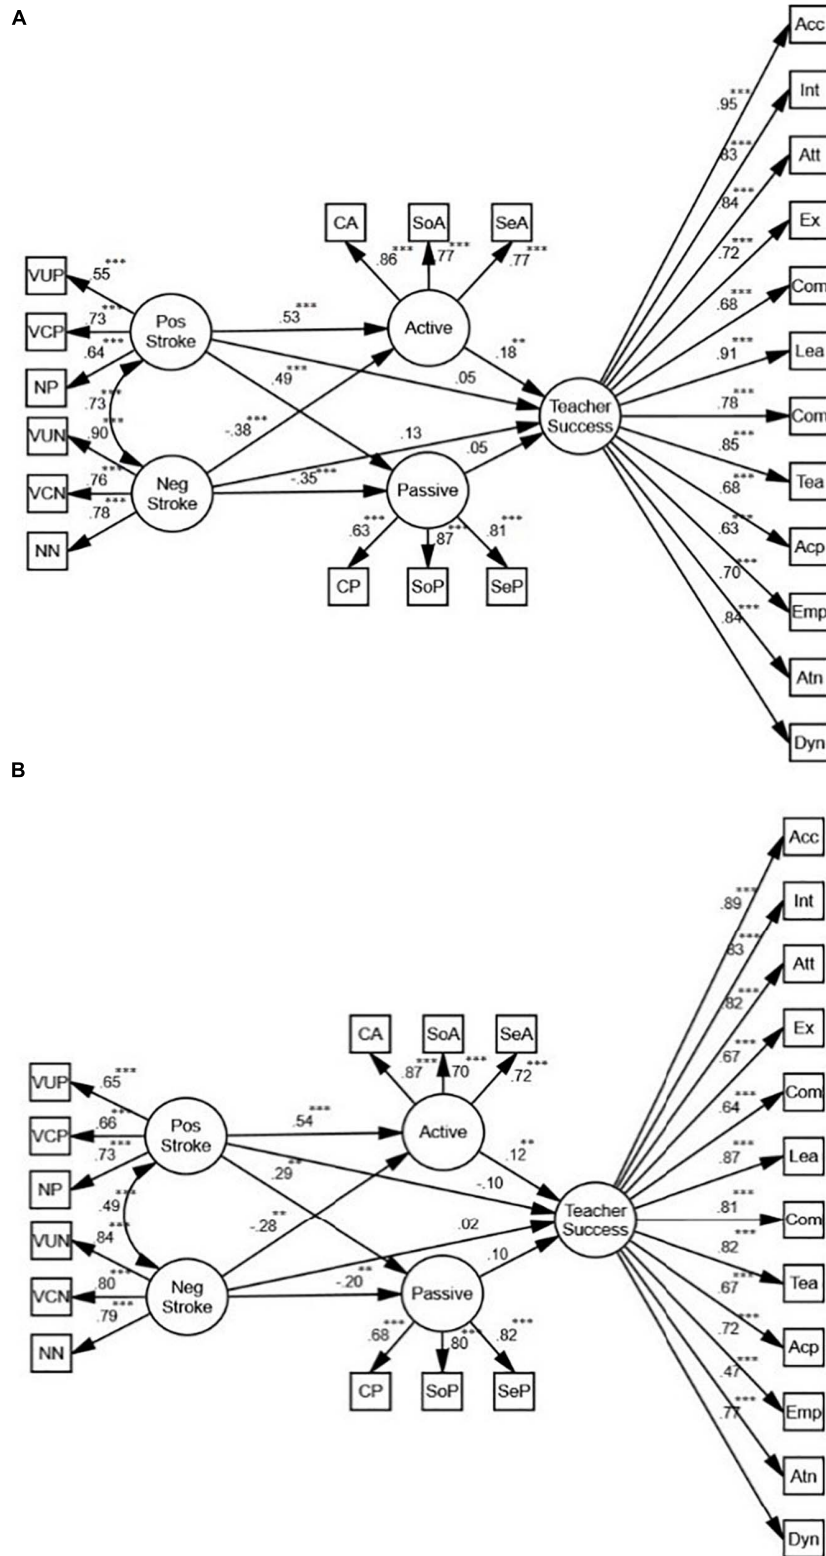 A
Acc
.95***
Int
.83***
Att
.84***
CA
SoA
SeA
Ex
.72***
.86***
.77***
.77***
VUP
.55***
Com
.68***
VCP
.73***
Pos
Stroke
.53***
Active
.18**
Lea
.91***
NP
.64***
.49***
.05
.73***
Teacher
Success
Com
.78***
VUN
.90***
-.38***
.13
.05
Tea
.85***
VCN
.76***
Neg
Stroke
-.35***
Passive
.68***
NN
.78***
.63***
.87***
.81***
Acp
.63***
CP
SoP
SeP
.70***
Emp
.84***
Atn
Dyn
B
Acc
.89***
Int
.83***
Att
.82***
CA
SoA
SeA
Ex
.67***
VUP
.65***
.87***
.70***
.72***
Com
.64***
VCP
.66***
Pos
Stroke
.54***
Active
.12**
Lea
.87***
NP
.73***
.29**
-.10
.49***
Teacher
Success
Com
.81***
VUN
.84***
-.28**
.02
.10
.82***
Tea
VCN
.80***
Neg
Stroke
-.20**
Passive
.67***
NN
.79***
.68***
.80***
.82***
Acp
.72***
CP
SoP
SeP
.47***
Emp
.77***
Atn
Dyn